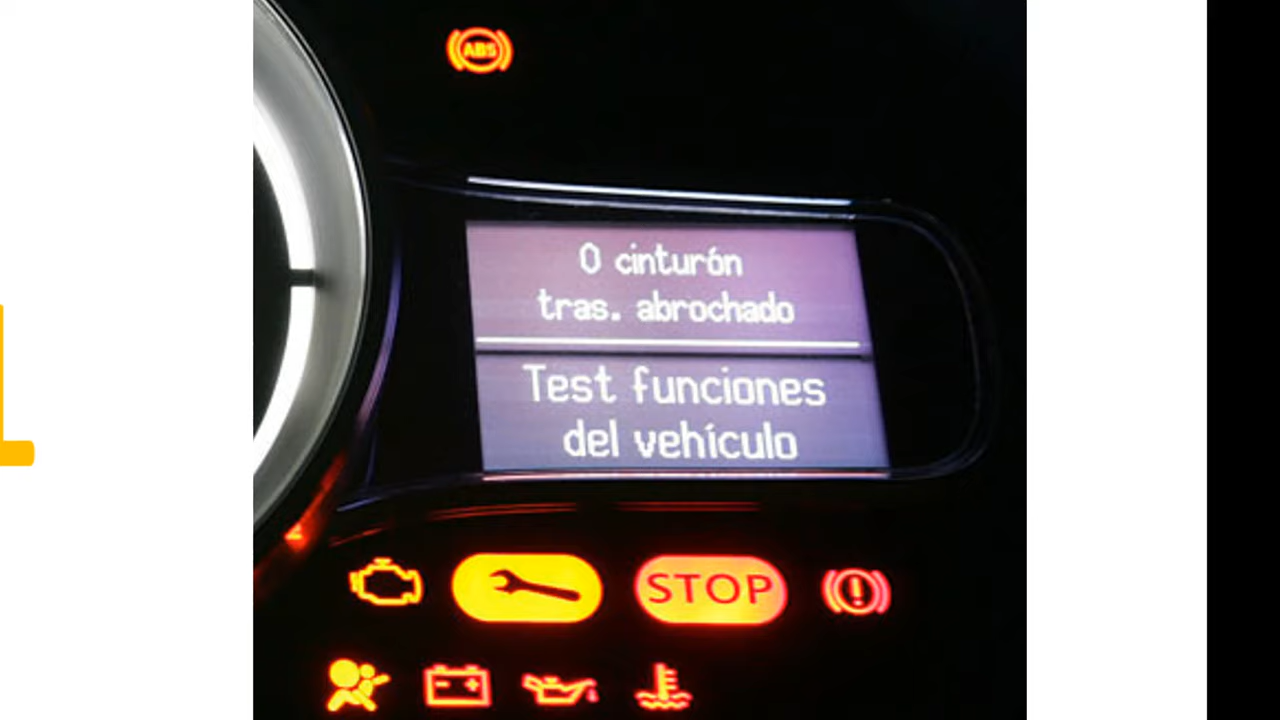 ABS
0 cinturón
tras. abrochado
Test funciones
del vehículo
STOP